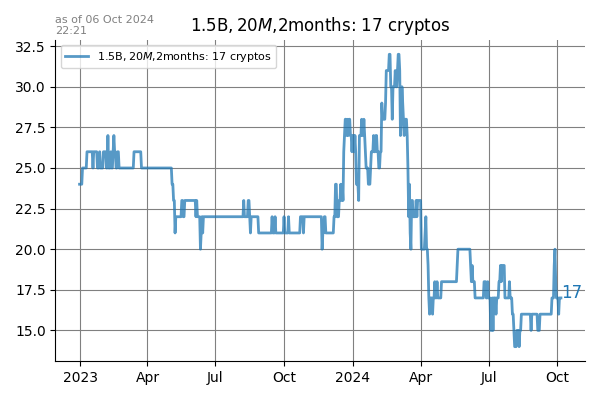 as of 06 Oct 2024
22:21
1.5B, 20M,2months: 17 cryptos
1.5B, 20M,2months: 17 cryptos
32.5
30.0
27.5
25.0
22.5
20.0
17.5
15.0
17
2023 Apr Jul Oct 2024 Apr Jul Oct